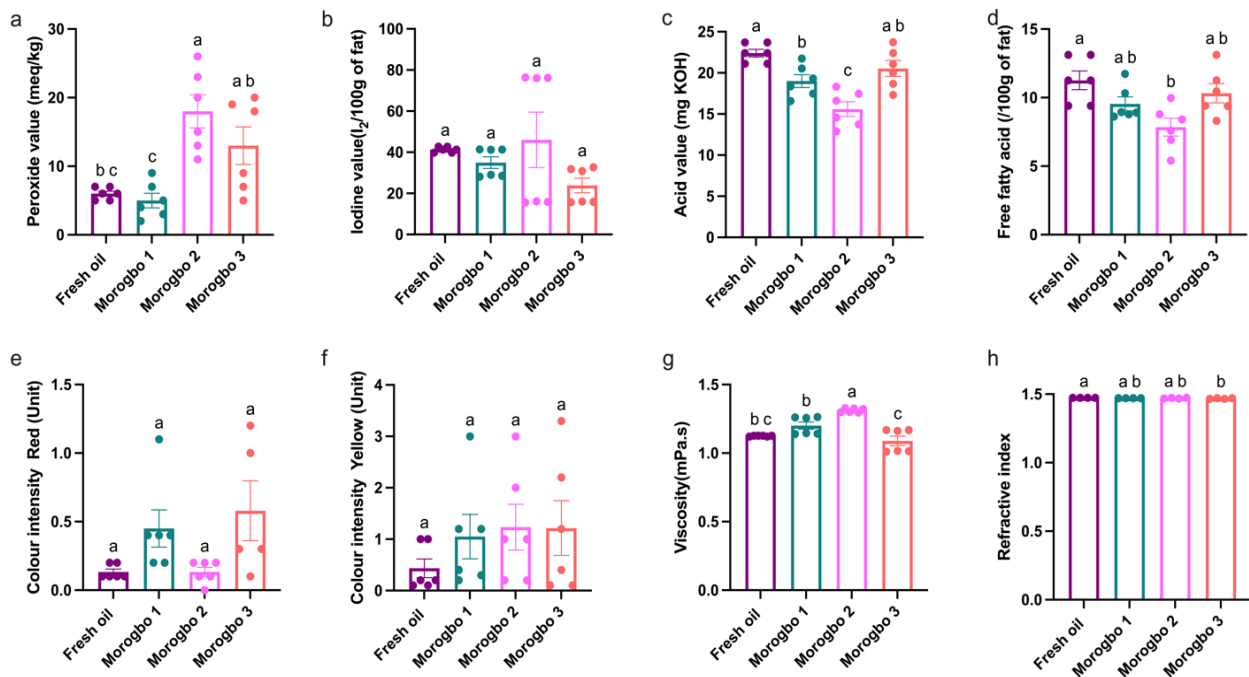 a
Peroxide value (meq/kg)
30
20
10
0
b c
c
a
a b
Fresh oil
Morogbo 1
Morogbo 2
Morogbo 3
b
Iodine value(I₂/100g of fat)
100
80
60
40
20
0
a
a
a
a
Fresh oil
Morogbo 1
Morogbo 2
Morogbo 3
c
Acid value (mg KOH)
25
20
15
10
5
0
a
b
c
a b
Fresh oil
Morogbo 1
Morogbo 2
Morogbo 3
d
Free fatty acid (/100g of fat)
15
10
5
0
a
a b
b
a b
Fresh oil
Morogbo 1
Morogbo 2
Morogbo 3
e
Colour intensity Red (Unit)
1.5
1.0
0.5
0.0
a
a
a
a
Fresh oil
Morogbo 1
Morogbo 2
Morogbo 3
f
Colour intensity Yellow (Unit)
4
3
2
1
0
a
a
a
a
Fresh oil
Morogbo 1
Morogbo 2
Morogbo 3
g
Viscosity(mPa.s)
1.5
1.0
0.5
0.0
b c
b
a
c
Fresh oil
Morogbo 1
Morogbo 2
Morogbo 3
h
Refractive index
1.5
1.0
0.5
0.0
a
a b
a b
b
Fresh oil
Morogbo 1
Morogbo 2
Morogbo 3